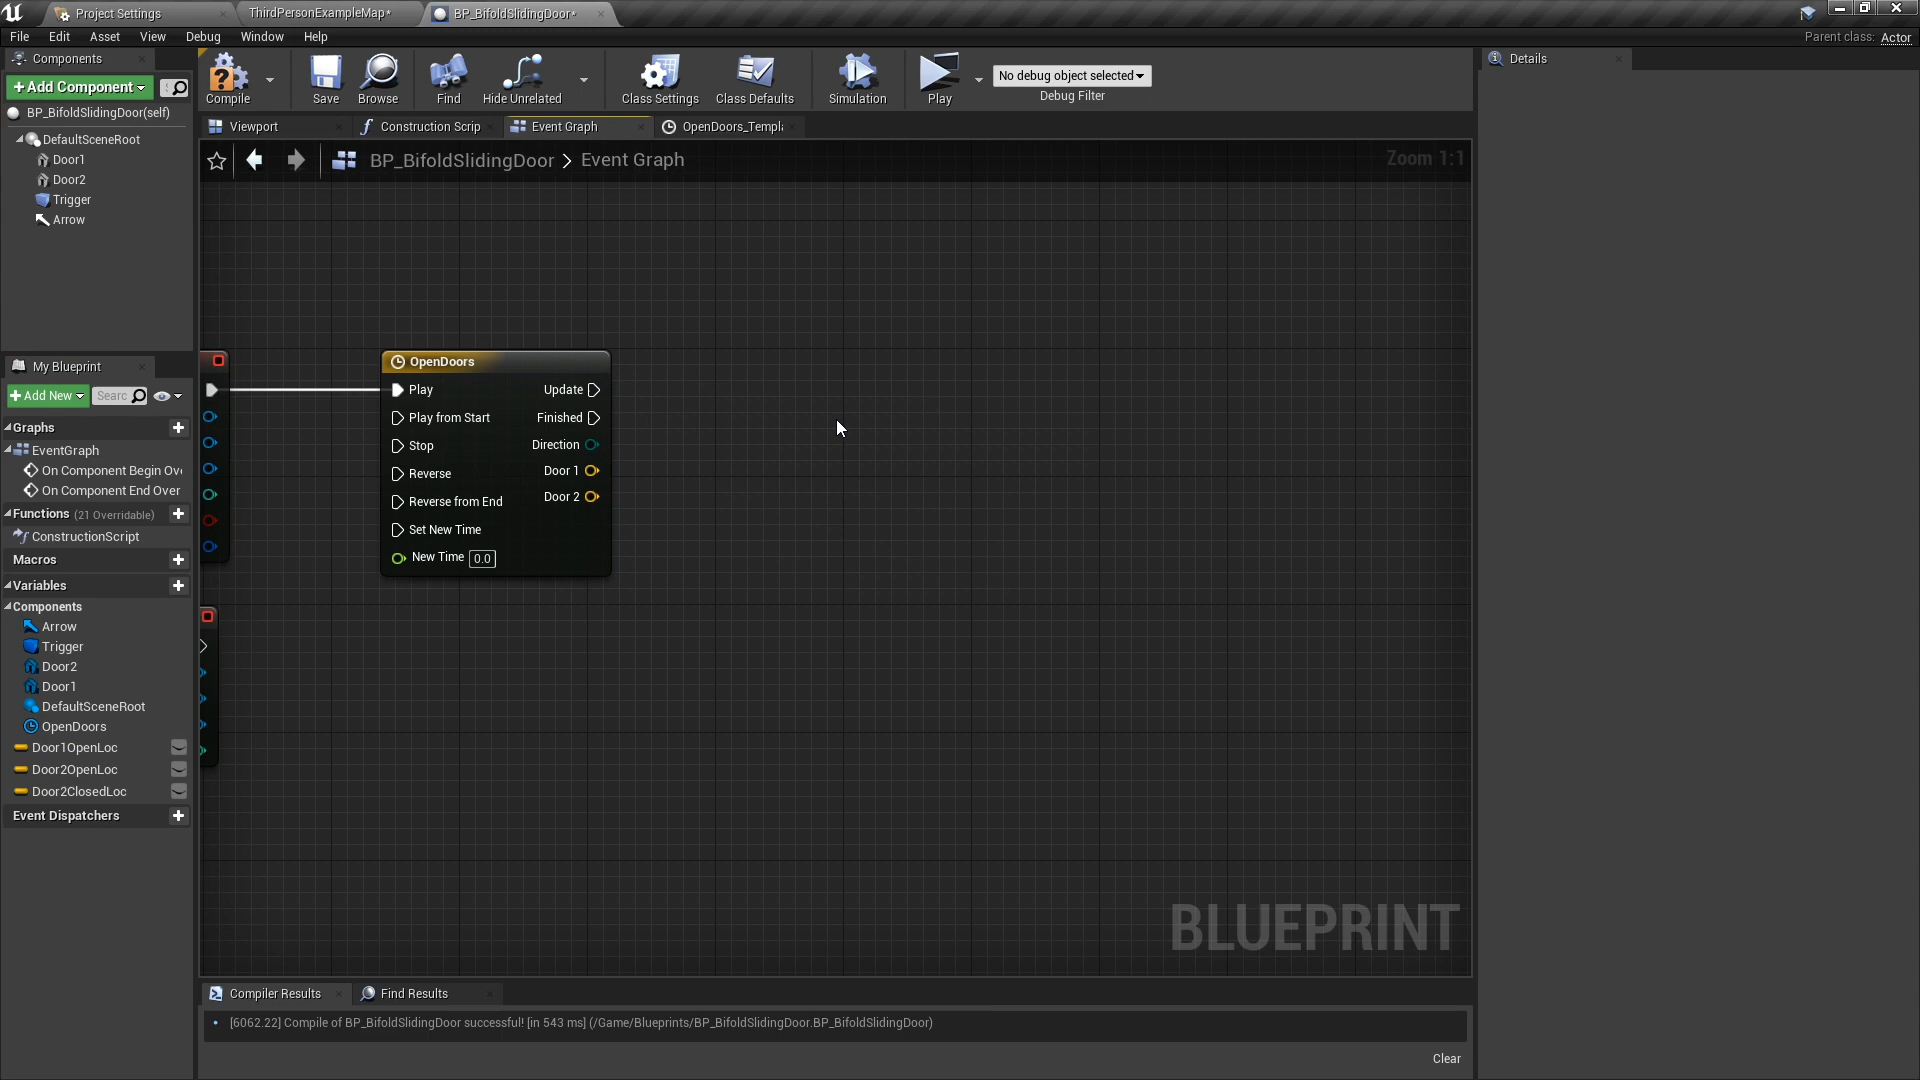 Project Settings
ThirdPersonExampleMap*
BP_BifoldSlidingDoor*
File Edit Asset View Debug Window Help
Parent class: Actor
Components
+Add Component
BP_BifoldSlidingDoor(self)
DefaultSceneRoot
Door1
Door2
Trigger
Arrow
Compile
Save
Browse
Find
Hide Unrelated
Class Settings
Class Defaults
Simulation
Play
No debug object selected
Debug Filter
Details
Viewport
Construction Scrip
Event Graph
OpenDoors_Templ
BP_BifoldSlidingDoor > Event Graph
Zoom 1:1
OpenDoors
Play
Update
Play from Start
Finished
Stop
Direction
Reverse
Door 1
Reverse from End
Door 2
Set New Time
New Time 0.0
My Blueprint
+Add New
Searc
Graphs
EventGraph
On Component Begin Ov
On Component End Over
Functions (21 Overridable)
ConstructionScript
Macros
Variables
Components
Arrow
Trigger
Door2
Door1
DefaultSceneRoot
OpenDoors
Door1OpenLoc
Door2OpenLoc
Door2ClosedLoc
Event Dispatchers
BLUEPRINT
Compiler Results
Find Results
[6062.22] Compile of BP_BifoldSlidingDoor successful! [in 543 ms] (/Game/Blueprints/BP_BifoldSlidingDoor.BP_BifoldSlidingDoor)
Clear